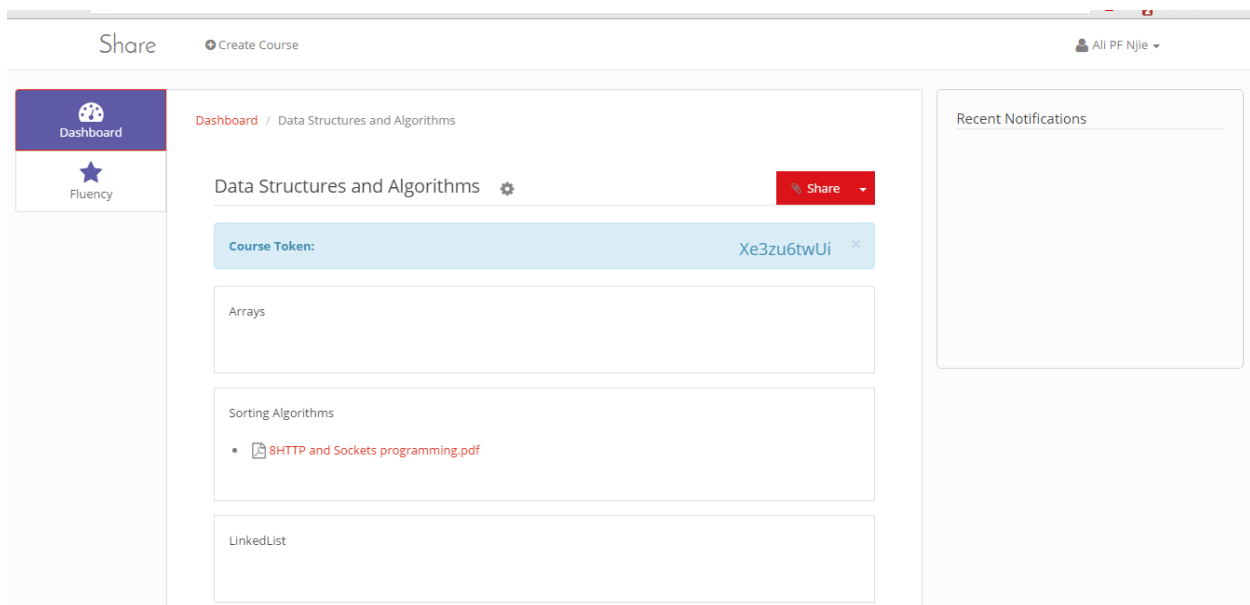 Share
Create Course
Ali PF Njie
Dashboard
Fluency
Dashboard / Data Structures and Algorithms
Data Structures and Algorithms
Share
Course Token: Xe3zu6twUi ×
Arrays
Sorting Algorithms
8HTTP and Sockets programming.pdf
LinkedList
Recent Notifications